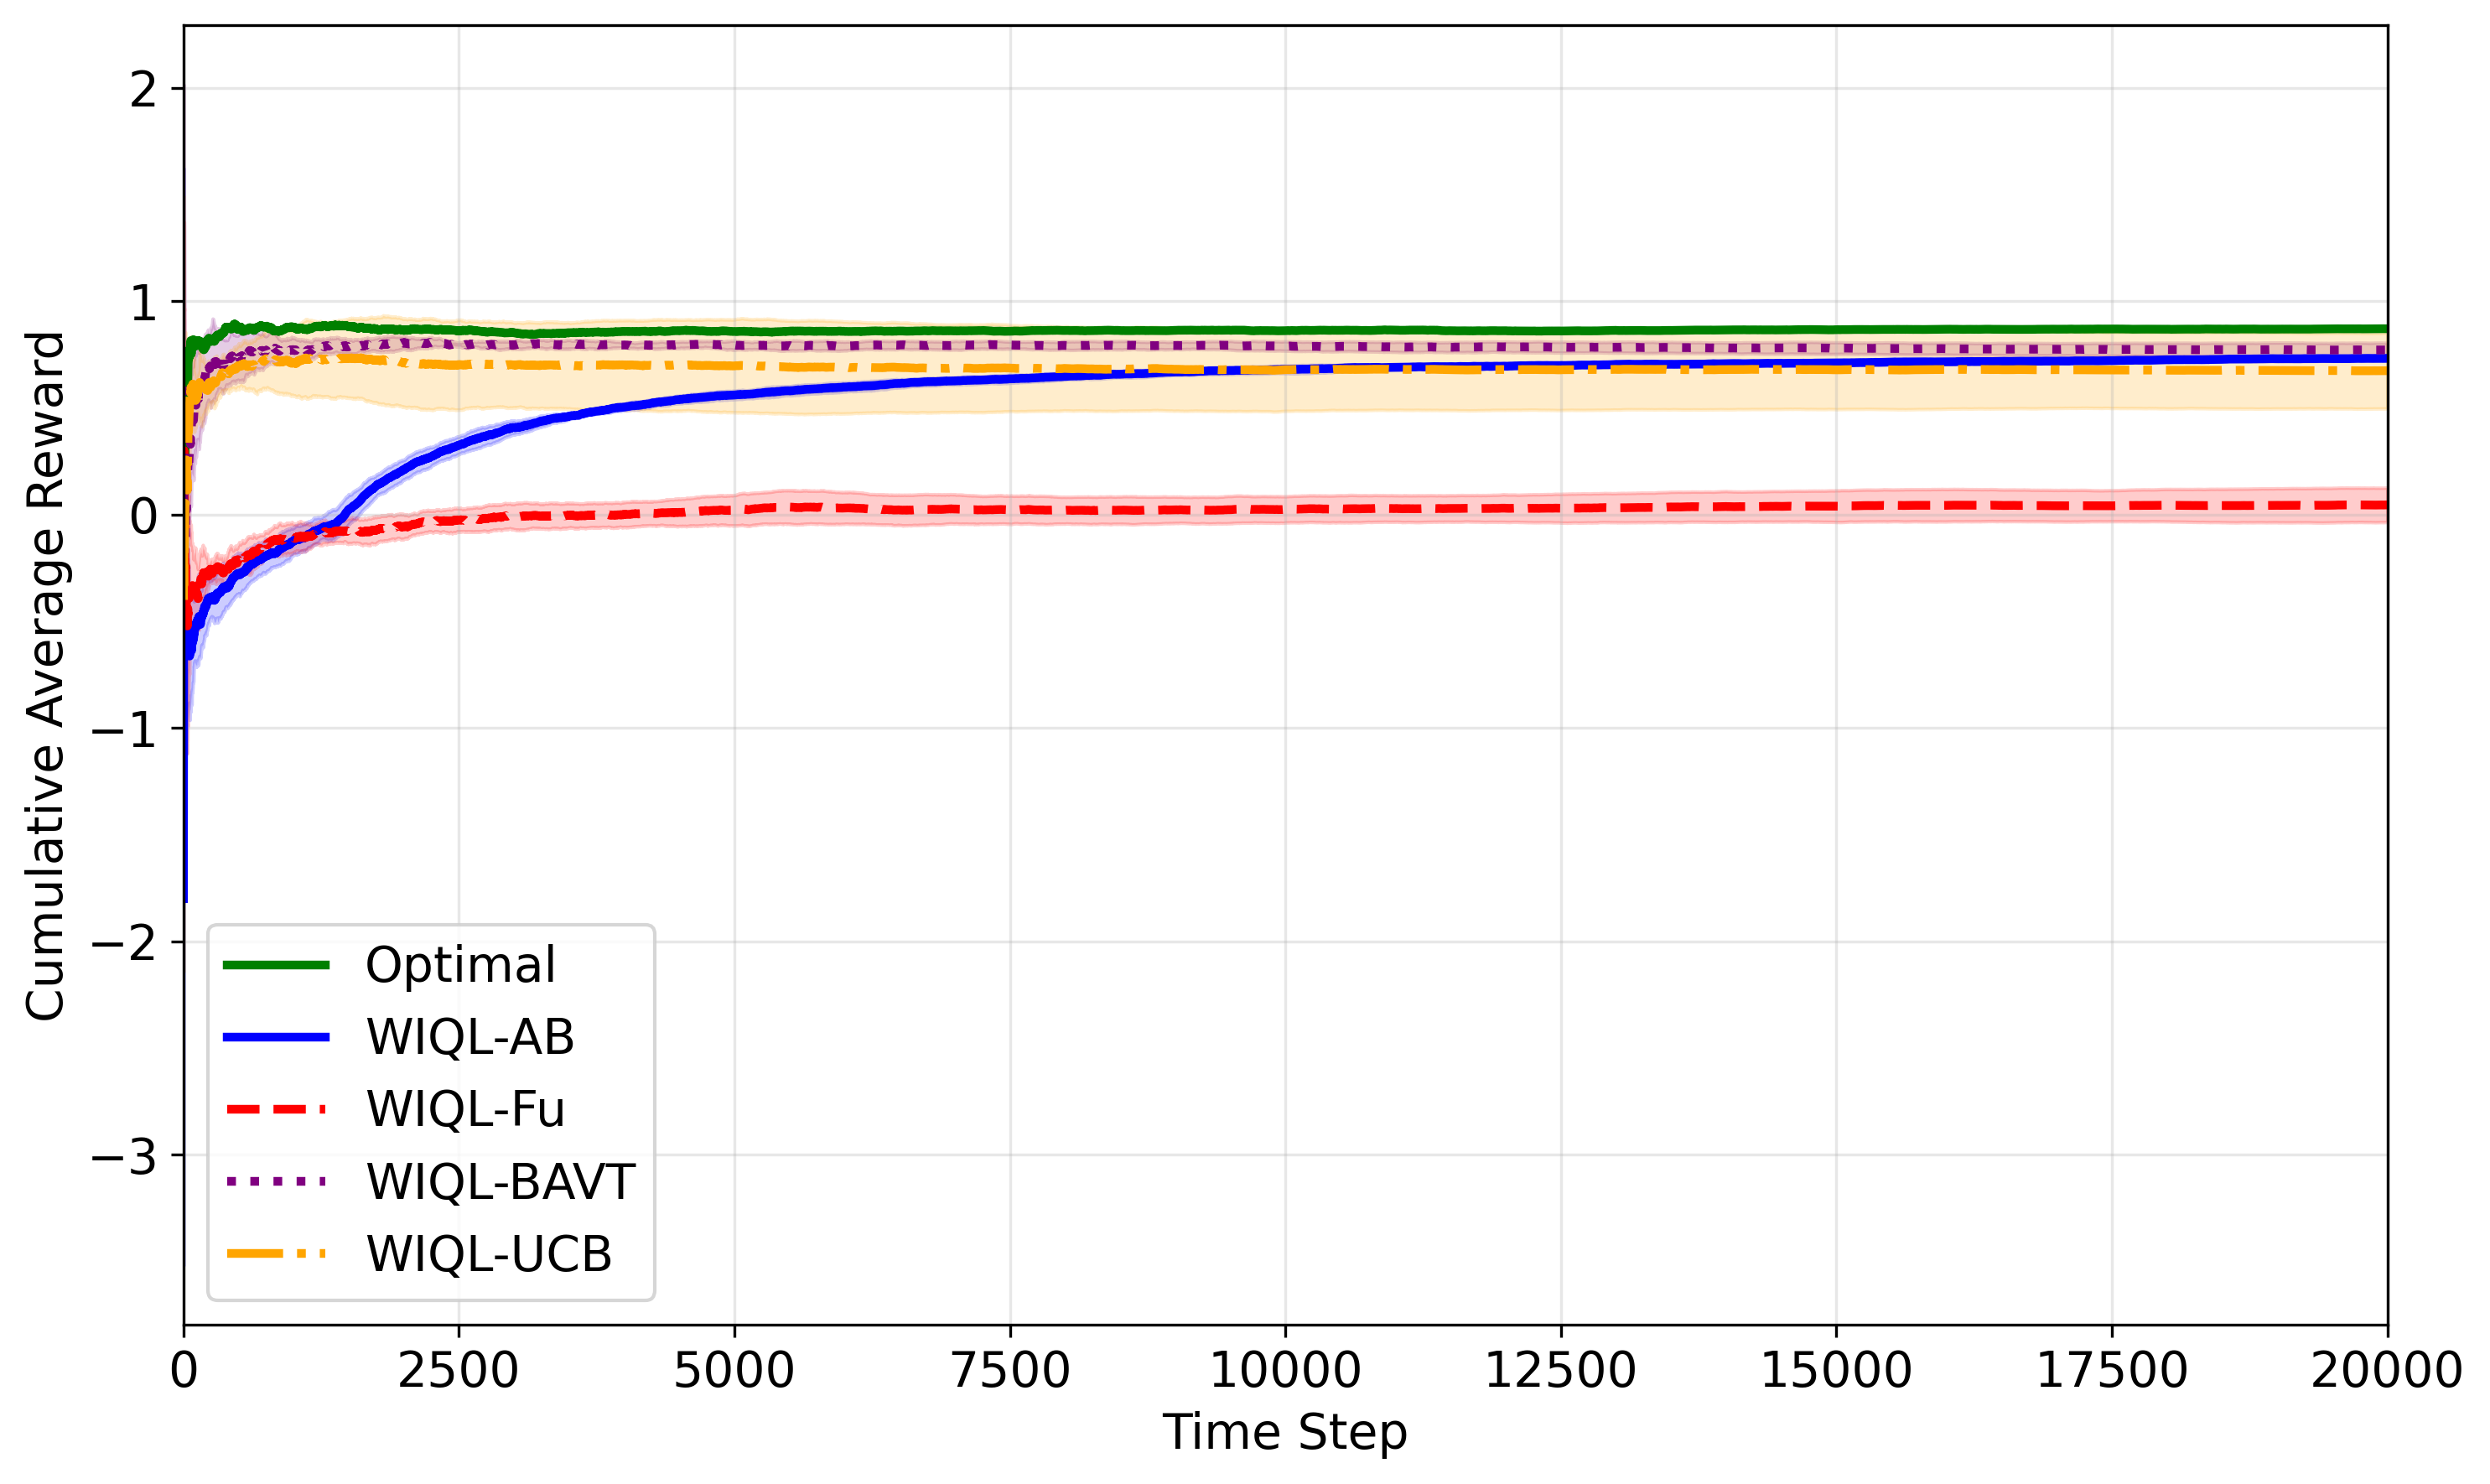 2
1
0
−1
−2
−3
Cumulative Average Reward
Optimal
WIQL-AB
WIQL-Fu
WIQL-BAVT
WIQL-UCB
0 2500 5000 7500 10000 12500 15000 17500 20000
Time Step